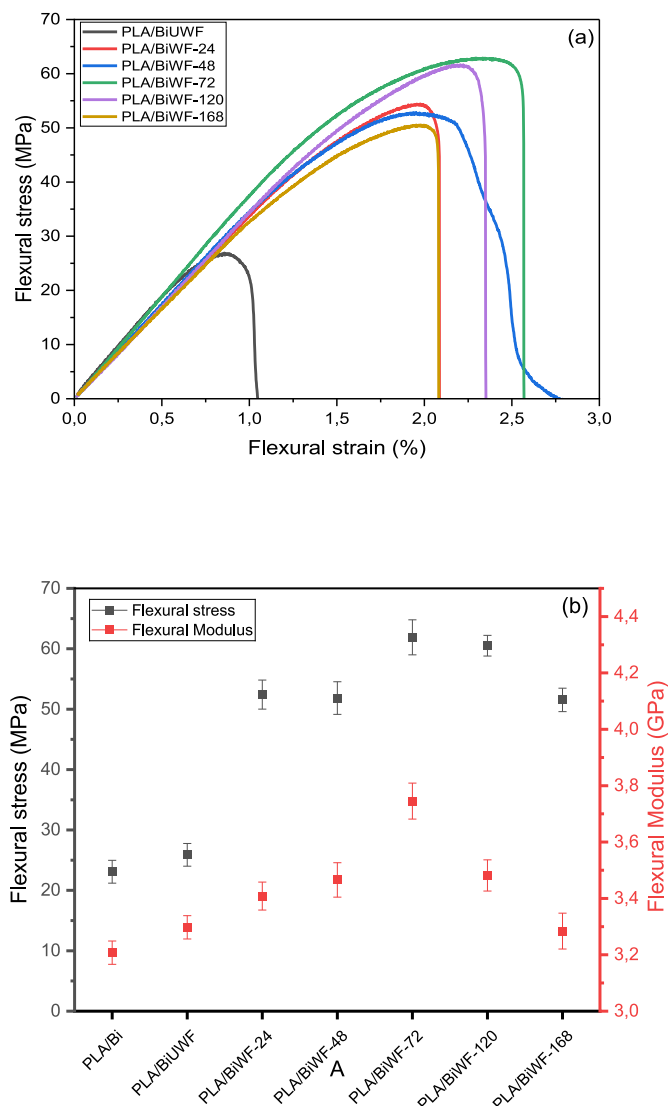 (a)
PLA/BiUWF
PLA/BiWF-24
PLA/BiWF-48
PLA/BiWF-72
PLA/BiWF-120
PLA/BiWF-168
Flexural stress (MPa)
70
60
50
40
30
20
10
0
0,0 0,5 1,0 1,5 2,0 2,5 3,0
Flexural strain (%)
(b)
Flexural stress
Flexural Modulus
Flexural stress (MPa)
70
60
50
40
30
20
10
0
Flexural Modulus (GPa)
4,4
4,2
4,0
3,8
3,6
3,4
3,2
3,0
PLA/Bi
PLA/BiUWF
PLA/BiWF-24
PLA/BiWF-48
PLA/BiWF-72
PLA/BiWF-120
PLA/BiWF-168
A